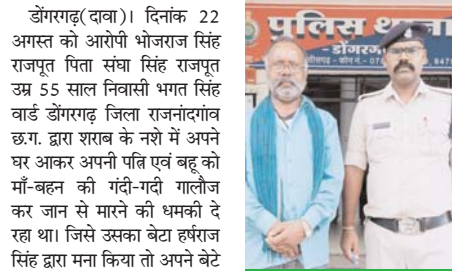 डोंगरगढ़(दावा)। दिनांक 22
अगस्त को आरोपी भोजराज सिंह
राजपूत पिता संघा सिंह राजपूत
उम्र 55 साल निवासी भगत सिंह
वार्ड डोंगरगढ़ जिला राजनांदगांव
छ.ग. द्वारा शराब के नशे में अपने
घर आकर अपनी पत्नि एवं बहू को
माँ-बहन की गंदी-गदी गालौज
कर जान से मारने की धमकी दे
रहा था। जिसे उसका बेटा हर्षराज
सिंह द्वारा मना किया तो अपने बेटे
पुलिस थाना